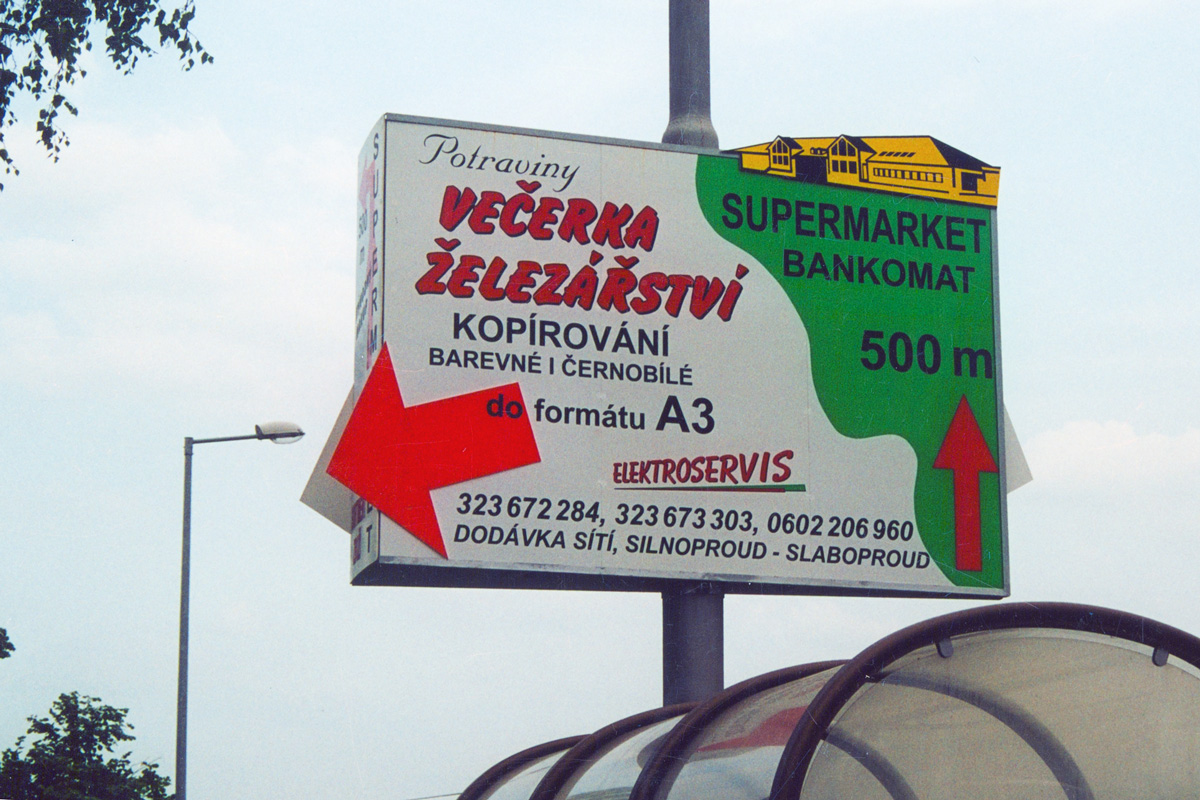 Potraviny
VEČERKA
ŽELEZÁŘSTVÍ
KOPÍROVÁNÍ
BAREVNÉ I ČERNOBÍLÉ
do formátu A3
ELEKTROSERVIS
323 672 284, 323 673 303, 0602 206 960
DODÁVKA SÍTÍ, SILNOPROUD - SLABOPROUD
SUPERMARKET
BANKOMAT
500 m